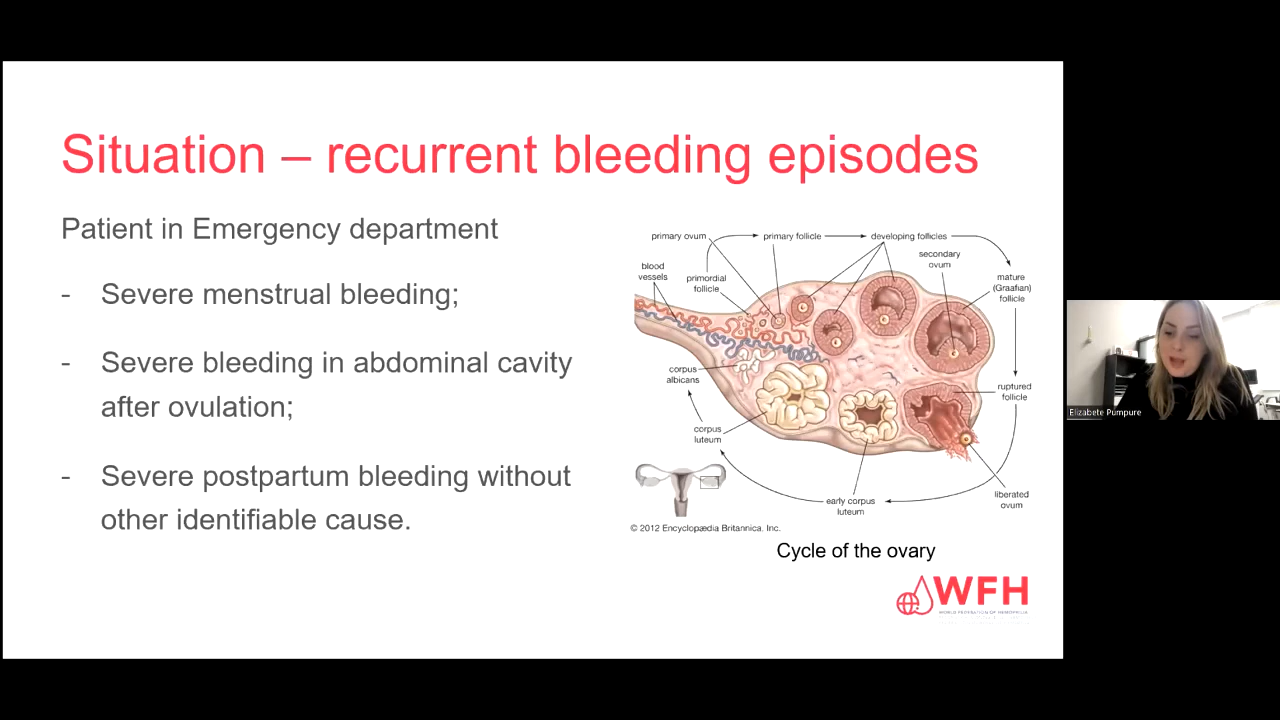 Situation – recurrent bleeding episodes
Patient in Emergency department
- Severe menstrual bleeding;
- Severe bleeding in abdominal cavity
after ovulation;
- Severe postpartum bleeding without
other identifiable cause.
primary ovum
primary follicle
developing follicles
secondary
ovum
blood
vessels
primordial
follicle
mature
(Graafian)
follicle
corpus
albicans
ruptured
follicle
corpus
luteum
early corpus
luteum
liberated
ovum
© 2012 Encyclopædia Britannica, Inc.
Cycle of the ovary
WFH
WORLD FEDERATION OF HEMOPHILIA
Elizabete Pumpure